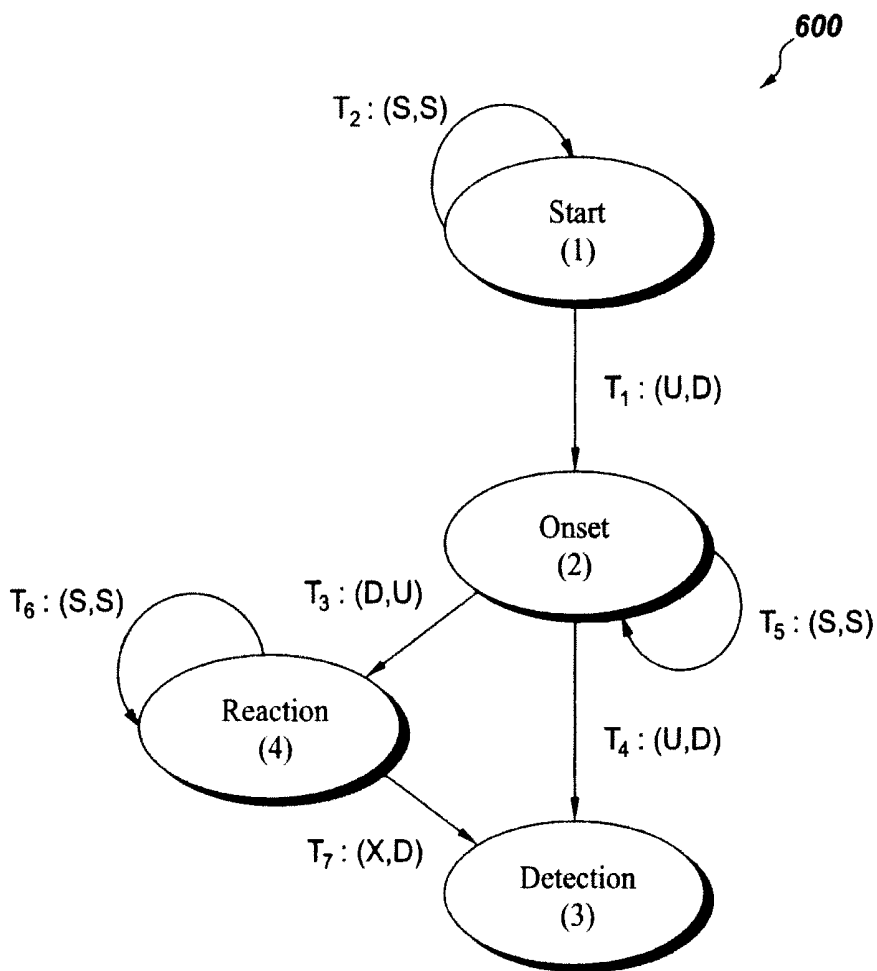 600
T₂ : (S,S)
Start
(1)
T₁ : (U,D)
Onset
(2)
T₆ : (S,S)
T₃ : (D,U)
T₅ : (S,S)
Reaction
(4)
T₄ : (U,D)
T₇ : (X,D)
Detection
(3)